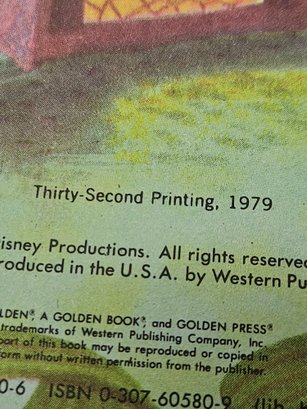 Thirty-Second Printing, 1979
isney Productions. All rights reserved
roduced in the U.S.A. by Western Pu
LDEN®, A GOLDEN BOOK®, and GOLDEN PRESS®
trademarks of Western Publishing Company, Inc.
part of this book may be reproduced or copied in
form without written permission from the publisher.
0-6 ISBN 0-307-60580-9